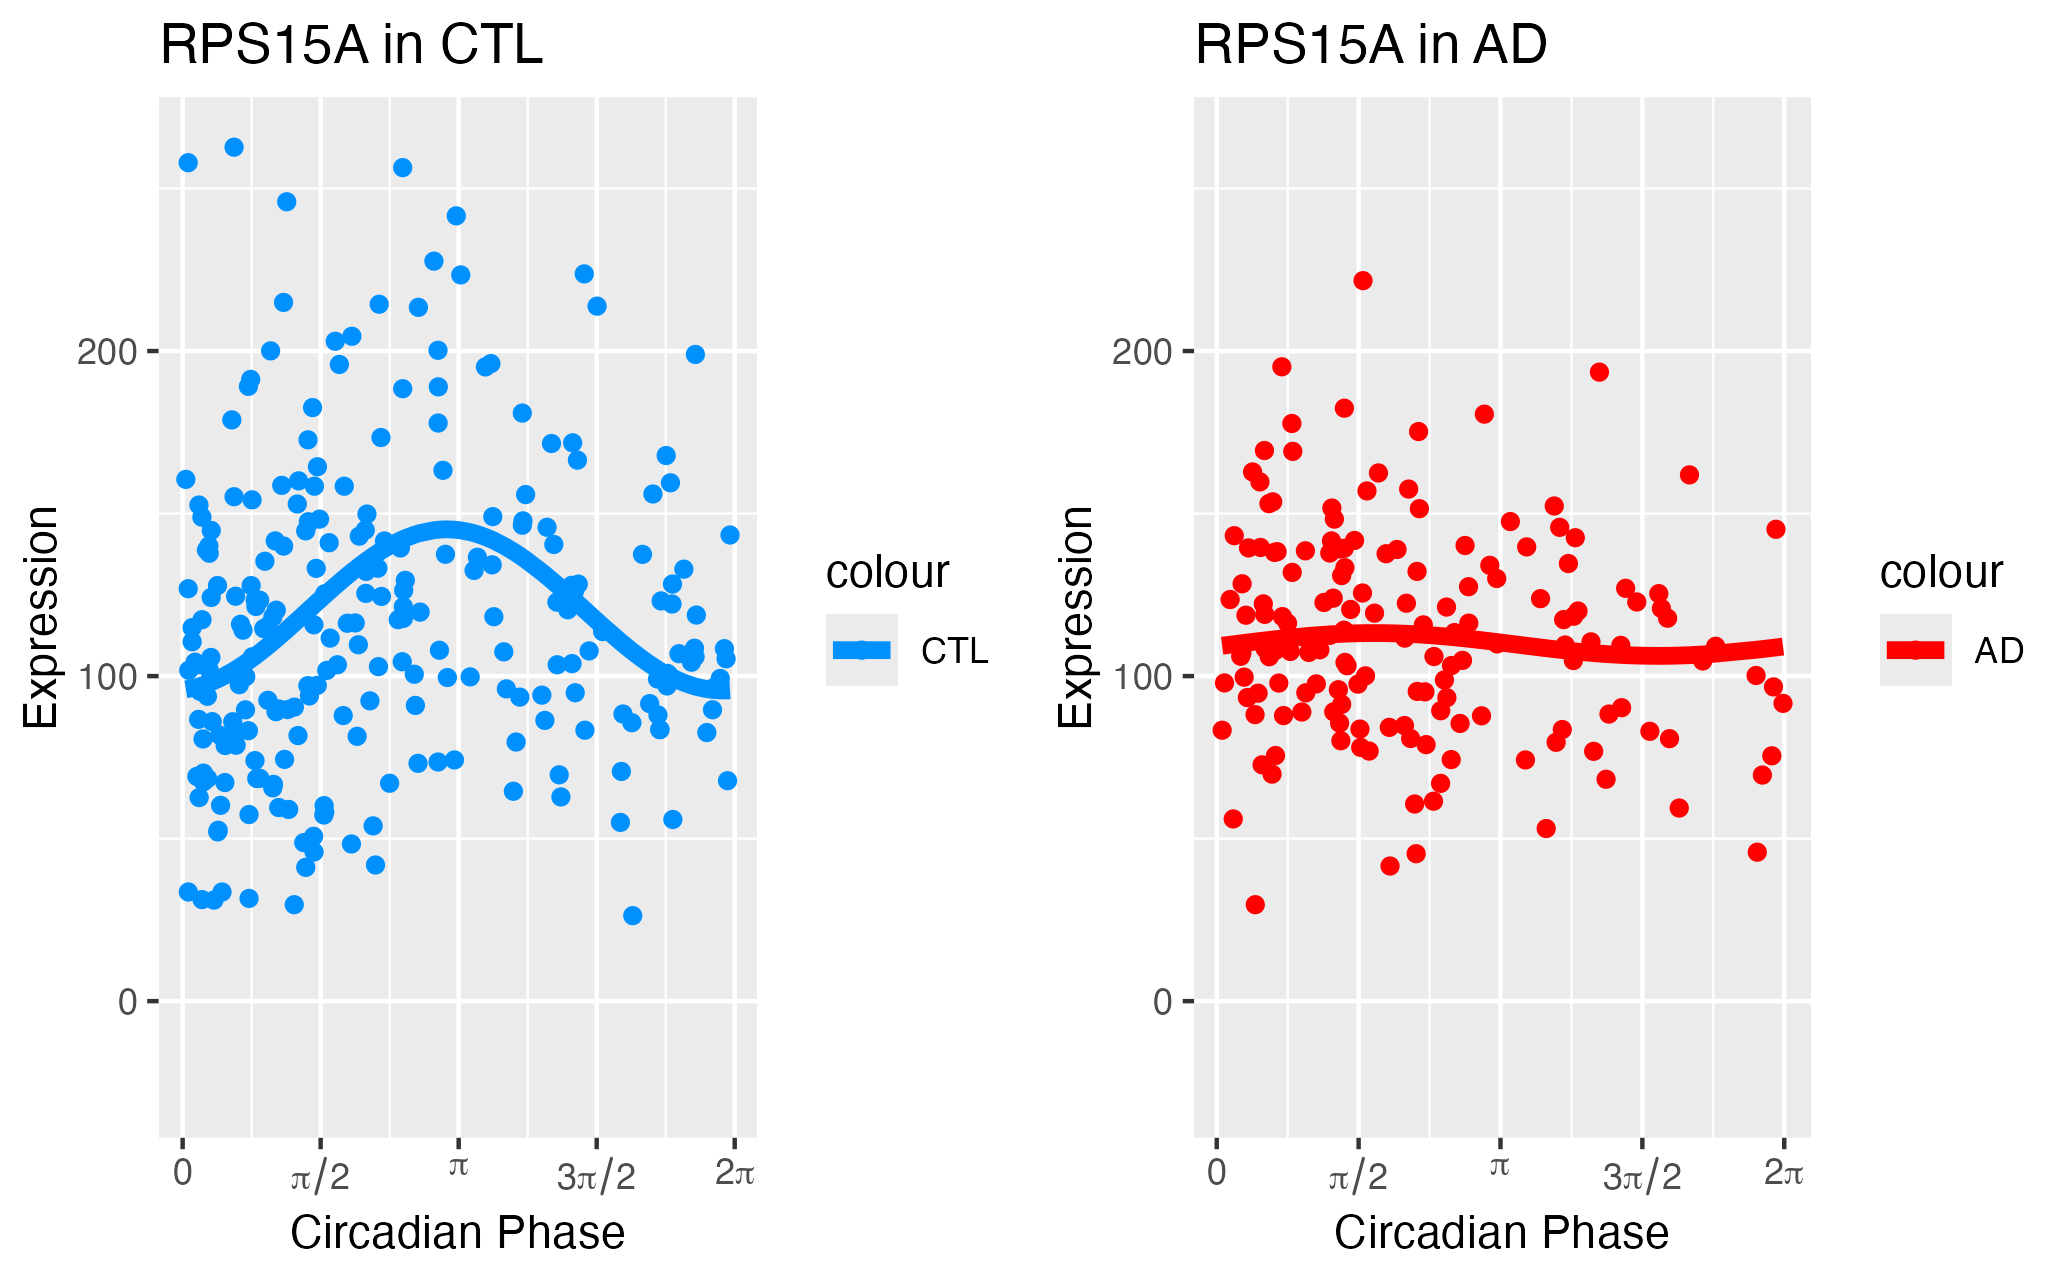 RPS15A in CTL
Expression
200
100
0
0
π/2
π
3π/2
2π
Circadian Phase
colour
CTL
RPS15A in AD
Expression
200
100
0
0
π/2
π
3π/2
2π
Circadian Phase
colour
AD